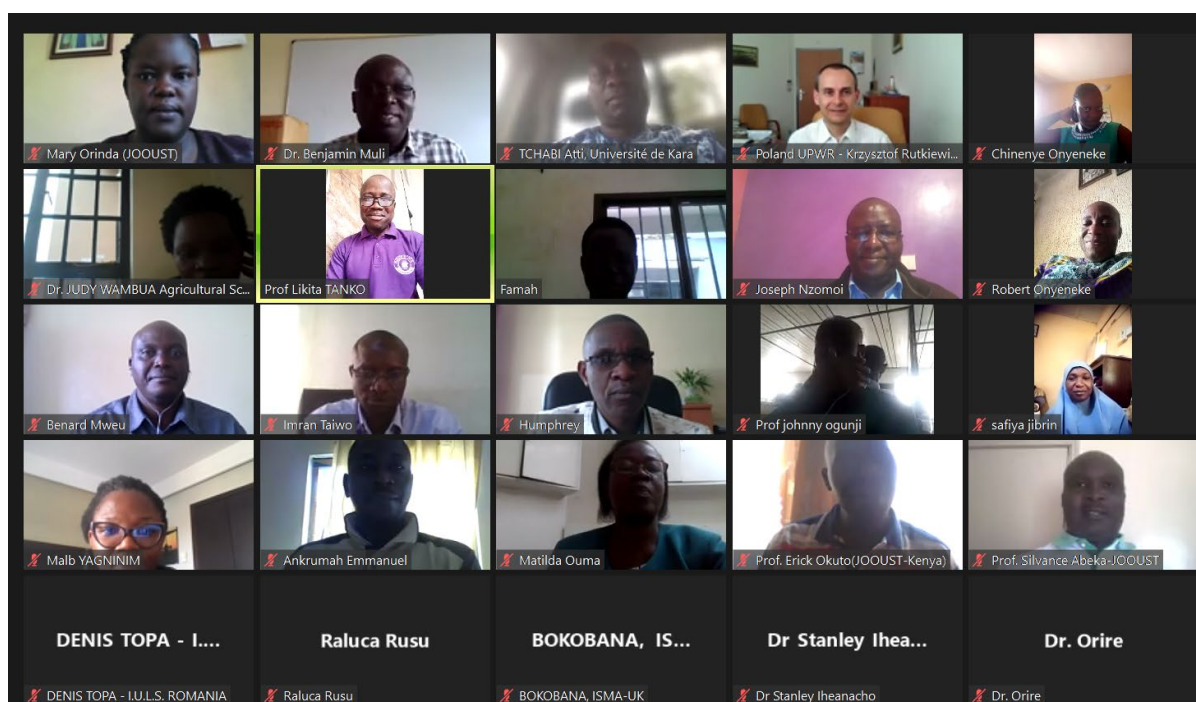 Mary Orinda (JOOUST)
Dr. Benjamin Muli
TCHABI Atti, Université de Kara
Poland UPWR - Krzysztof Rutkiewi...
Chinenye Onyeneke
Dr. JUDY WAMBUA Agricultural Sc...
Prof Likita TANKO
Famah
Joseph Nzomoi
Robert Onyeneke
Benard Mweu
Imran Taiwo
Humphrey
Prof johnny ogunji
safiya jibrin
Malb YAGNINIM
Ankrumah Emmanuel
Matilda Ouma
Prof. Erick Okuto(JOOUST-Kenya)
Prof. Silvance Abeka-JOOUST
DENIS TOPA - I....
Raluca Rusu
BOKOBANA, IS...
Dr Stanley Ihea...
Dr. Orire
DENIS TOPA - I.U.L.S. ROMANIA
Raluca Rusu
BOKOBANA, ISMA-UK
Dr Stanley Iheanacho
Dr. Orire